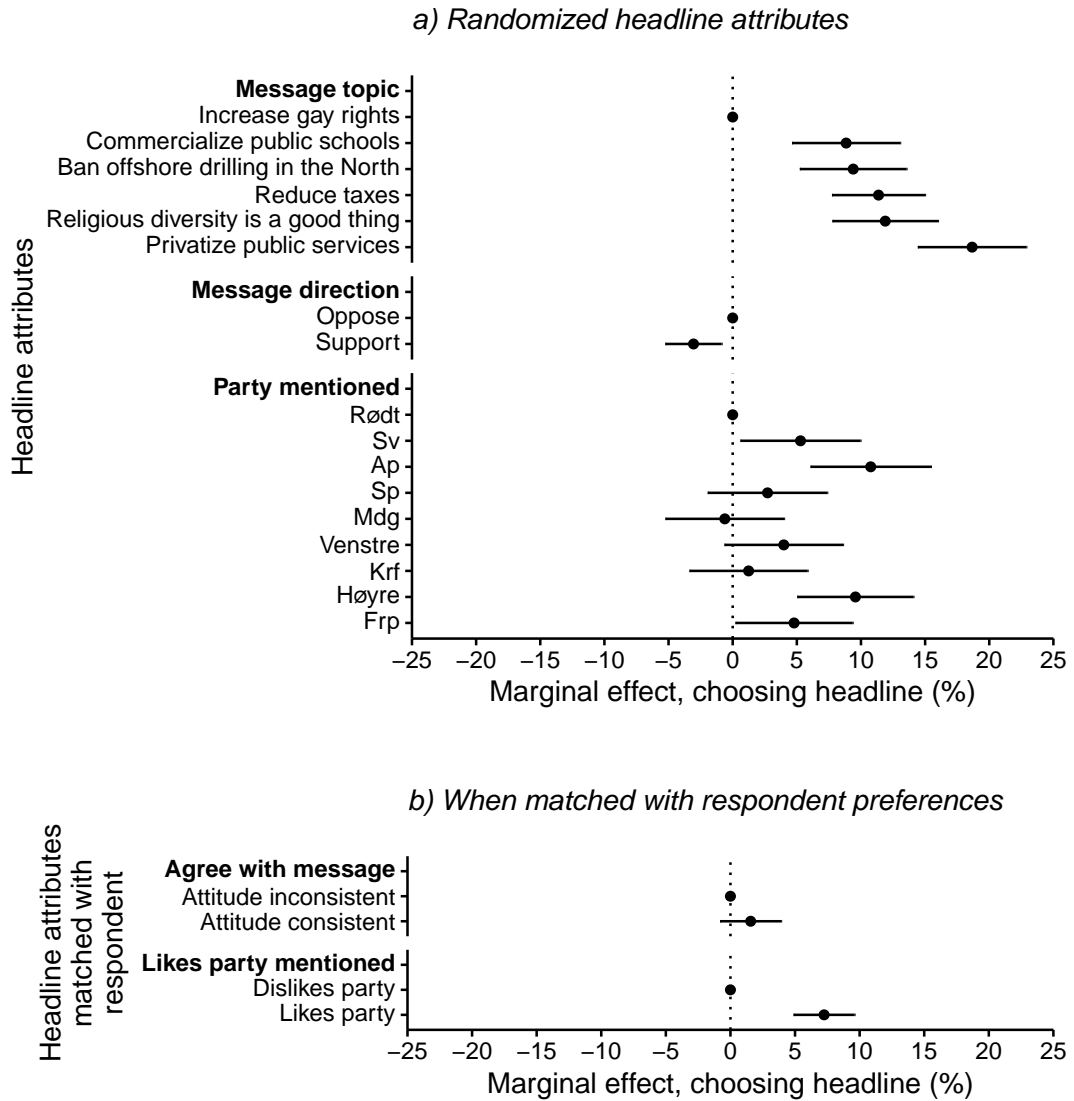 a) Randomized headline attributes
Headline attributes
Message topic
Increase gay rights
Commercialize public schools
Ban offshore drilling in the North
Reduce taxes
Religious diversity is a good thing
Privatize public services
Message direction
Oppose
Support
Party mentioned
Rødt
Sv
Ap
Sp
Mdg
Venstre
Krf
Høyre
Frp
−25 −20 −15 −10 −5 0 5 10 15 20 25
Marginal effect, choosing headline (%)
b) When matched with respondent preferences
Headline attributes
matched with
respondent
Agree with message
Attitude inconsistent
Attitude consistent
Likes party mentioned
Dislikes party
Likes party
−25 −20 −15 −10 −5 0 5 10 15 20 25
Marginal effect, choosing headline (%)